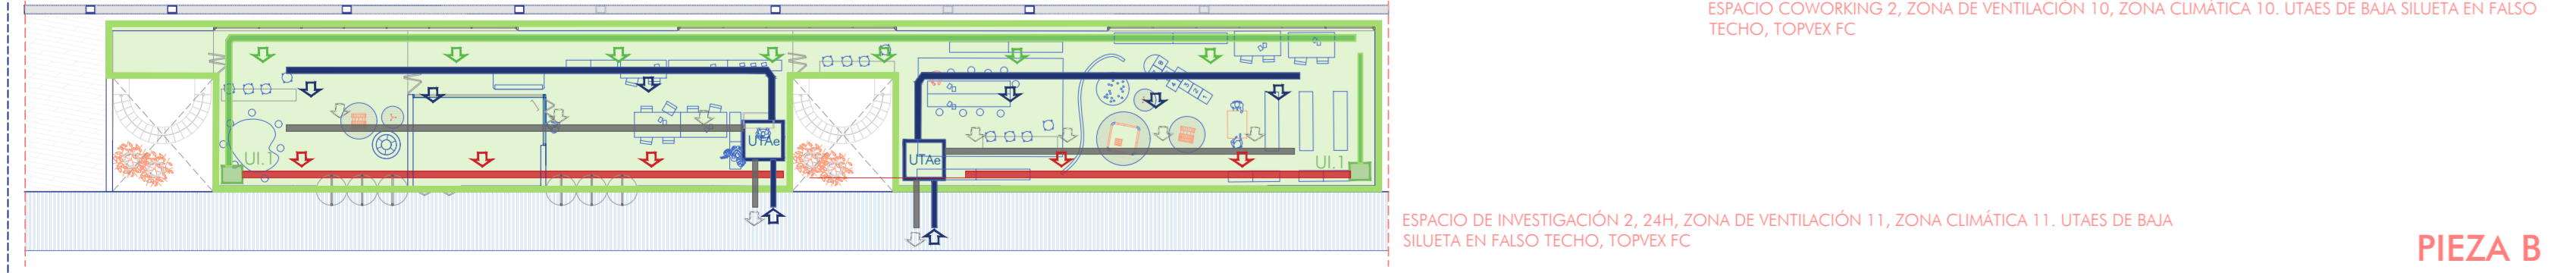 ESPACIO COWORKING 2, ZONA DE VENTILACIÓN 10, ZONA CLIMÁTICA 10. UTAES DE BAJA SILUETA EN FALSO
TECHO, TOPVEX FC
UTAe
UI.1
UTAe
UI.1
ESPACIO DE INVESTIGACIÓN 2, 24H, ZONA DE VENTILACIÓN 11, ZONA CLIMÁTICA 11. UTAES DE BAJA
SILUETA EN FALSO TECHO, TOPVEX FC
PIEZA B